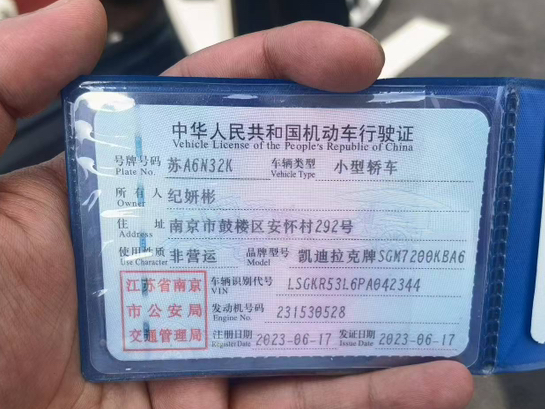 中华人民共和国机动车行驶证
Vehicle License of the People's Republic of China
号牌号码 苏A6N32K 车辆类型 小型轿车
Plate No. Vehicle Type
所有人 纪妍彬
Owner
住址 南京市鼓楼区安怀村292号
Address
使用性质 非营运 品牌型号 凯迪拉克牌SGM7200KBA6
Use Character Model
江苏省南京
市公安局
交通管理局
车辆识别代号 LSGKR53L6PA042344
VIN
发动机号码 231530528
Engine No.
注册日期 2023-06-17 发证日期 2023-06-17
Register Date Issue Date